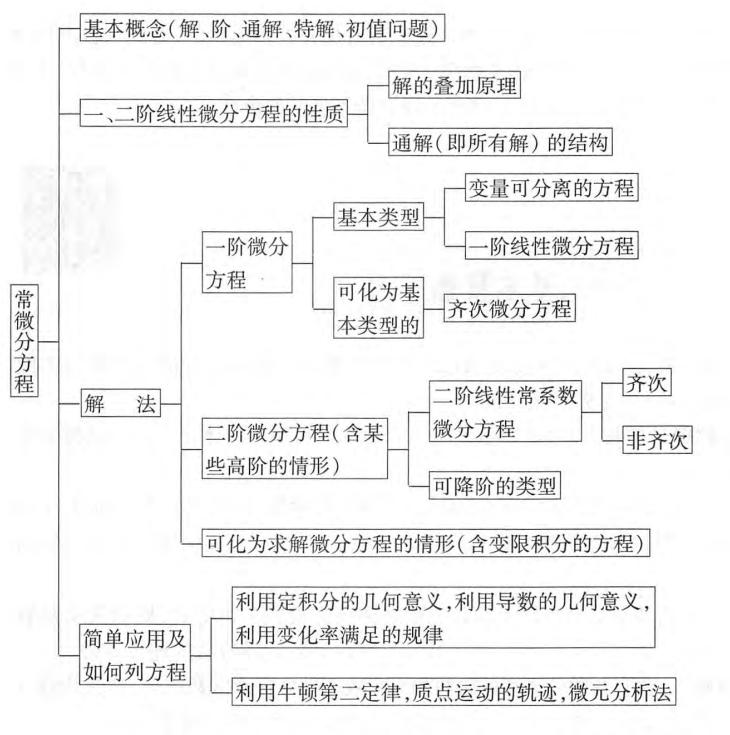 基本概念(解、阶、通解、特解、初值问题)
解的叠加原理
一、二阶线性微分方程的性质
通解(即所有解)的结构
变量可分离的方程
基本类型
一阶微分
方程
一阶线性微分方程
可化为基
本类型的
齐次微分方程
常微分方程
解 法
二阶线性常系数
微分方程
齐次
非齐次
二阶微分方程(含某
些高阶的情形)
可降阶的类型
可化为求解微分方程的情形(含变限积分的方程)
利用定积分的几何意义,利用导数的几何意义,
利用变化率满足的规律
简单应用及
如何列方程
利用牛顿第二定律,质点运动的轨迹,微元分析法